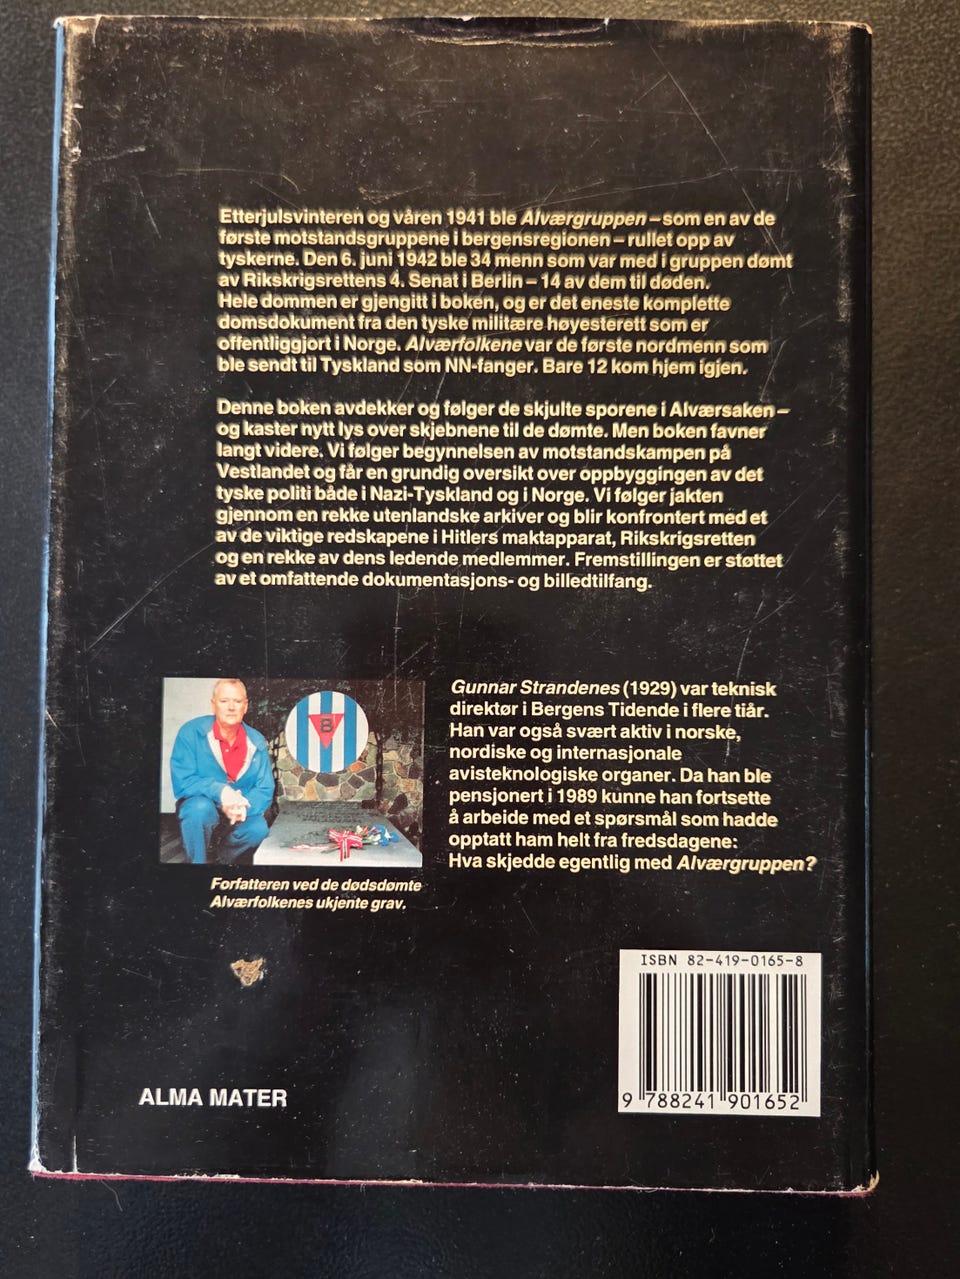 Etterjulsvinteren og våren 1941 ble Alværgruppen – som en av de
første motstandsgruppene i bergensregionen – rullet opp av
tyskerne. Den 6. juni 1942 ble 34 menn som var med i gruppen dømt
av Rikskrigsrettens 4. Senat i Berlin – 14 av dem til døden.
Hele dommen er gjengitt i boken, og er det eneste komplette
domsdokument fra den tyske militære høyesterett som er
offentliggjort i Norge. Alværfolkene var de første nordmenn som
ble sendt til Tyskland som NN-fanger. Bare 12 kom hjem igjen.
Denne boken avdekker og følger de skjulte sporene i Alværsaken –
og kaster nytt lys over skjebnene til de dømte. Men boken favner
langt videre. Vi følger begynnelsen av motstandskampen på
Vestlandet og får en grundig oversikt over oppbyggingen av det
tyske politi både i Nazi-Tyskland og i Norge. Vi følger jakten
gjennom en rekke utenlandske arkiver og blir konfrontert med et
av de viktige redskapene i Hitlers maktapparat, Rikskrigsretten
og en rekke av dens ledende medlemmer. Fremstillingen er støttet
av et omfattende dokumentasjons- og billedtilfang.
Gunnar Strandenes (1929) var teknisk
direktør i Bergens Tidende i flere tiår.
Han var også svært aktiv i norske,
nordiske og internasjonale
avisteknologiske organer. Da han ble
pensjonert i 1989 kunne han fortsette
å arbeide med et spørsmål som hadde
opptatt ham helt fra fredsdagene:
Hva skjedde egentlig med Alværgruppen?
Forfatteren ved de dødsdømte
Alværfolkenes ukjente grav.
ISBN 82-419-0165-8
9 788241 901652
ALMA MATER